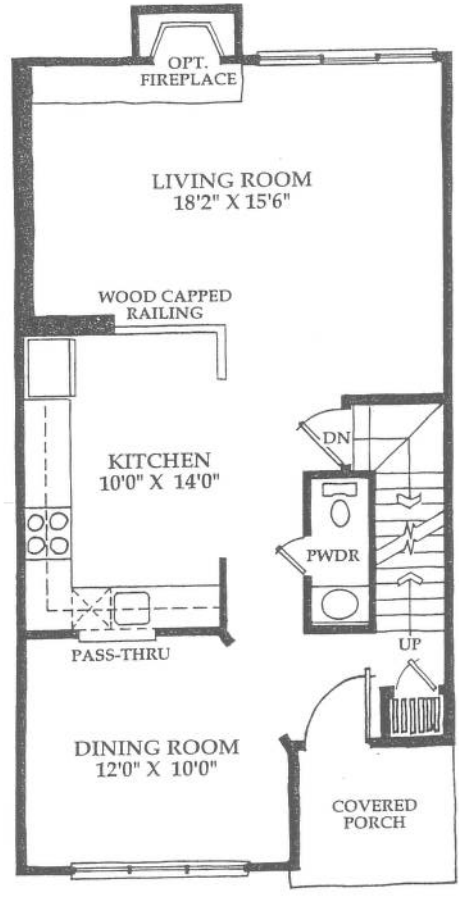 OPT.
FIREPLACE
LIVING ROOM
18'2" X 15'6"
WOOD CAPPED
RAILING
DN
KITCHEN
10'0" X 14'0"
PWDR
UP
PASS-THRU
DINING ROOM
12'0" X 10'0"
COVERED
PORCH